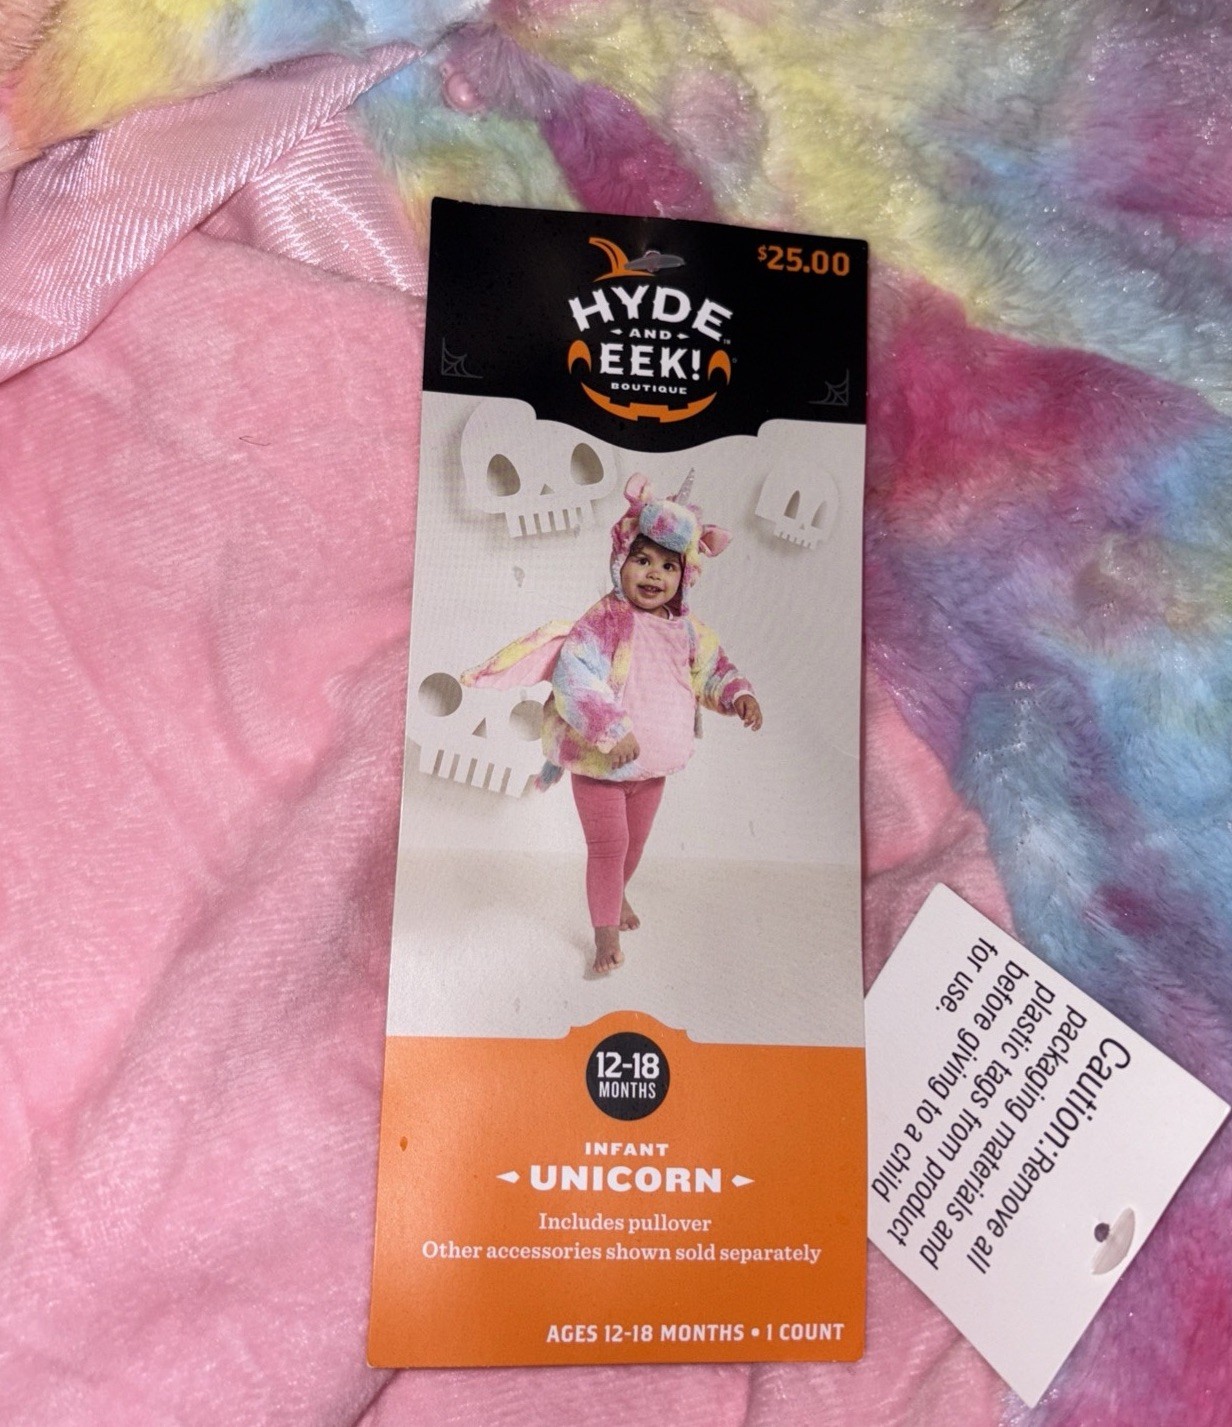 $25.00
HYDE
AND
EEK!
BOUTIQUE
12-18
MONTHS
INFANT
UNICORN
Includes pullover
Other accessories shown sold separately
AGES 12-18 MONTHS • 1 COUNT
Caution:Remove all
packaging materials and
plastic tags from product
before giving to a child
for use.